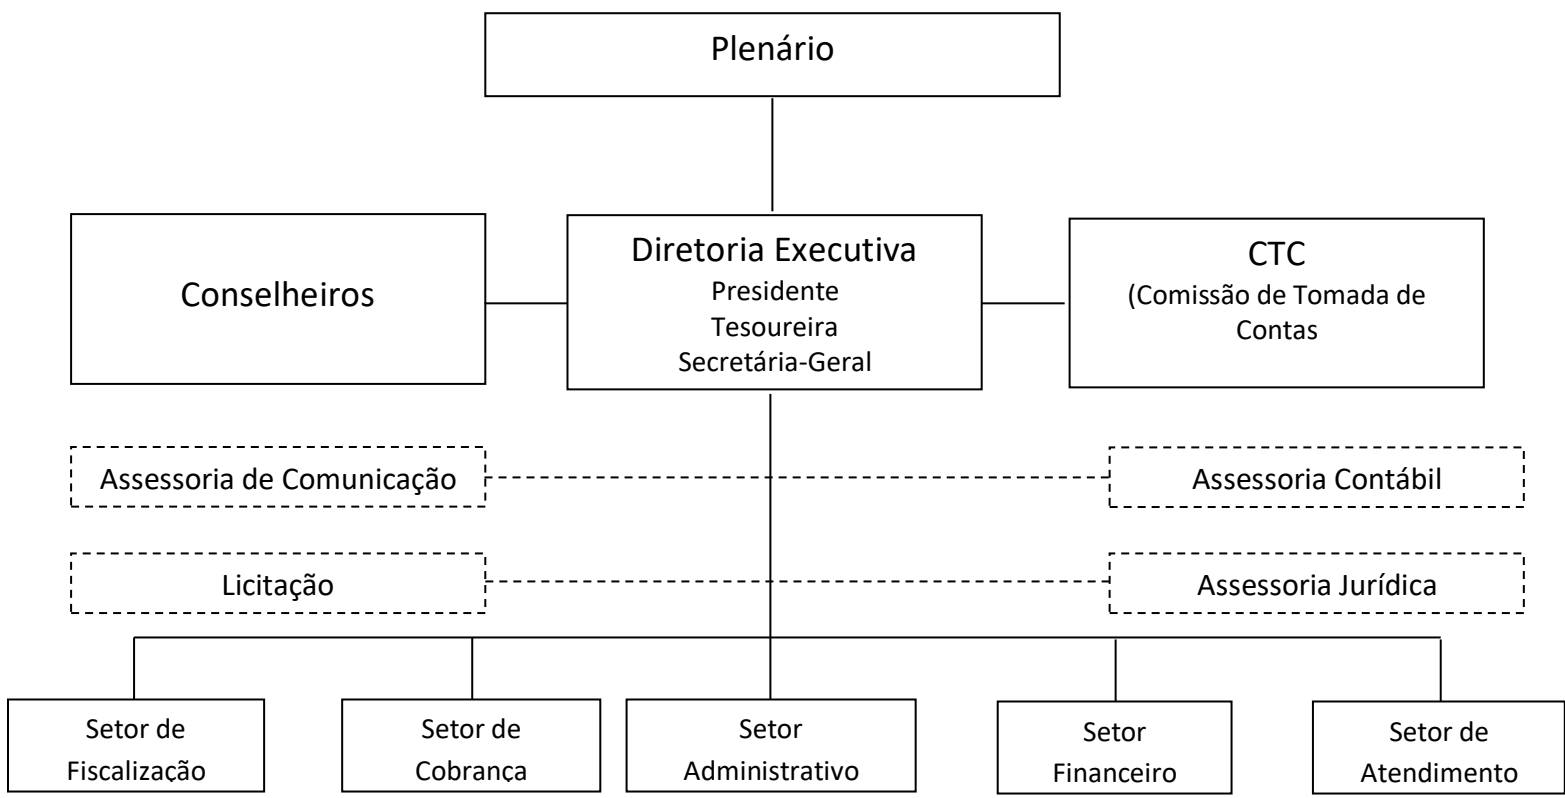 Plenário
Conselheiros
Diretoria Executiva
Presidente
Tesoureira
Secretária-Geral
CTC
(Comissão de Tomada de
Contas
Assessoria de Comunicação
Assessoria Contábil
Licitação
Assessoria Jurídica
Setor de
Fiscalização
Setor de
Cobrança
Setor
Administrativo
Setor
Financeiro
Setor de
Atendimento